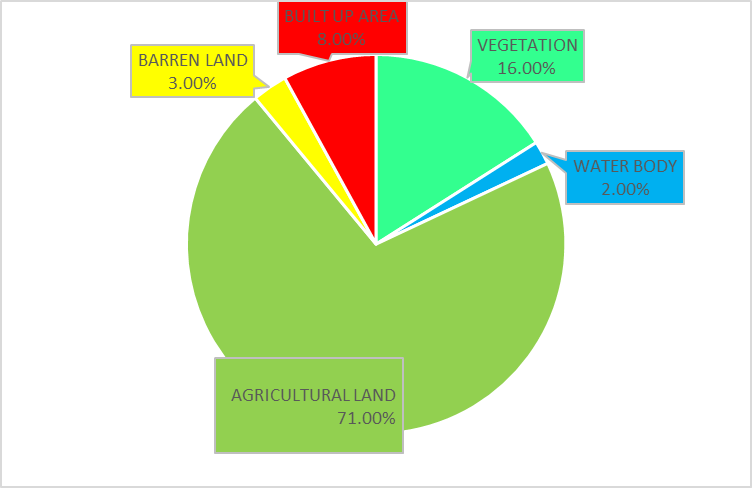 BUILT UP AREA
8.00%
VEGETATION
16.00%
BARREN LAND
3.00%
WATER BODY
2.00%
AGRICULTURAL LAND
71.00%